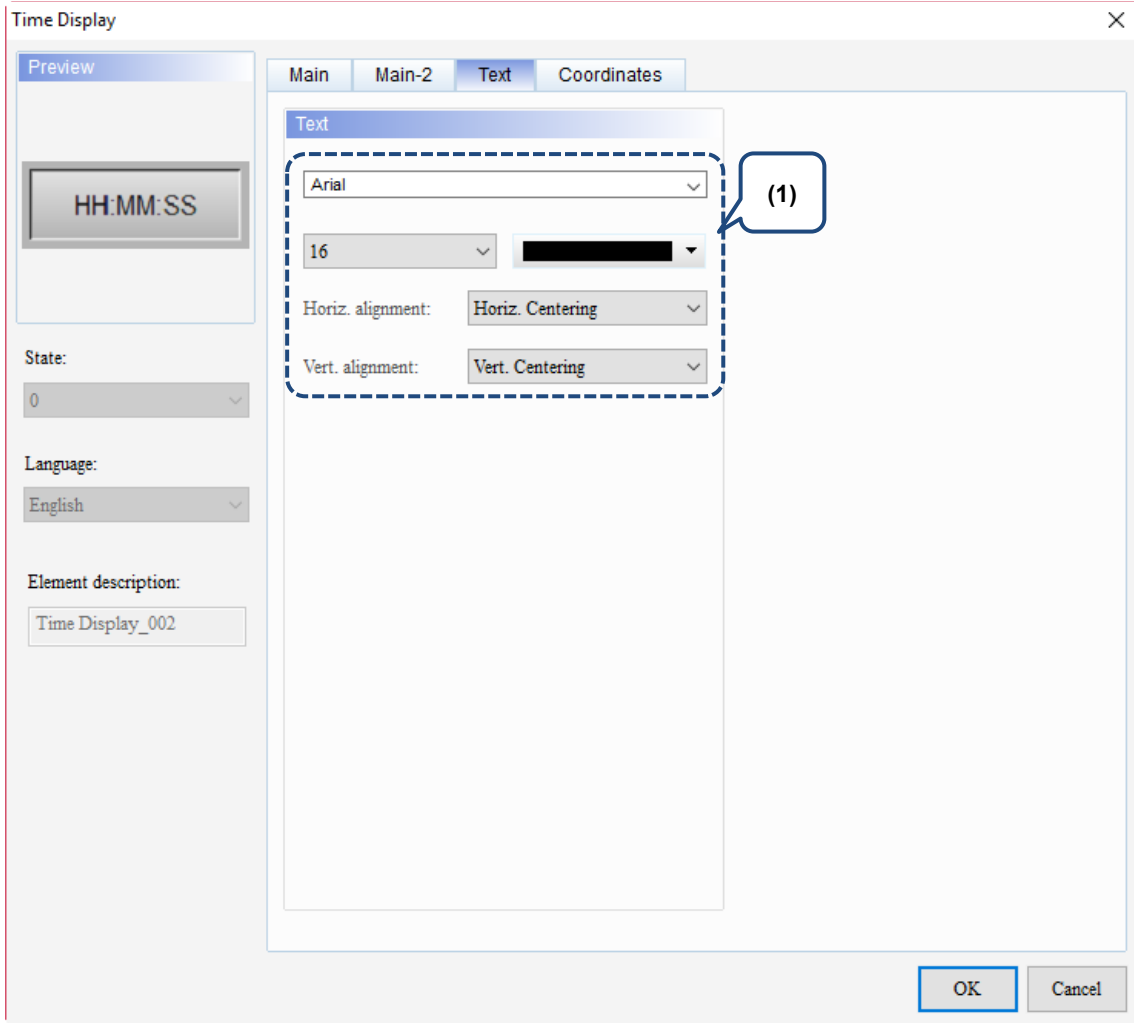 Time Display
Preview
HH:MM:SS
State:
0
Language:
English
Element description:
Time Display_002
Main Main-2 Text Coordinates
Text
Arial
16
Horiz. alignment: Horiz. Centering
Vert. alignment: Vert. Centering
(1)
OK Cancel